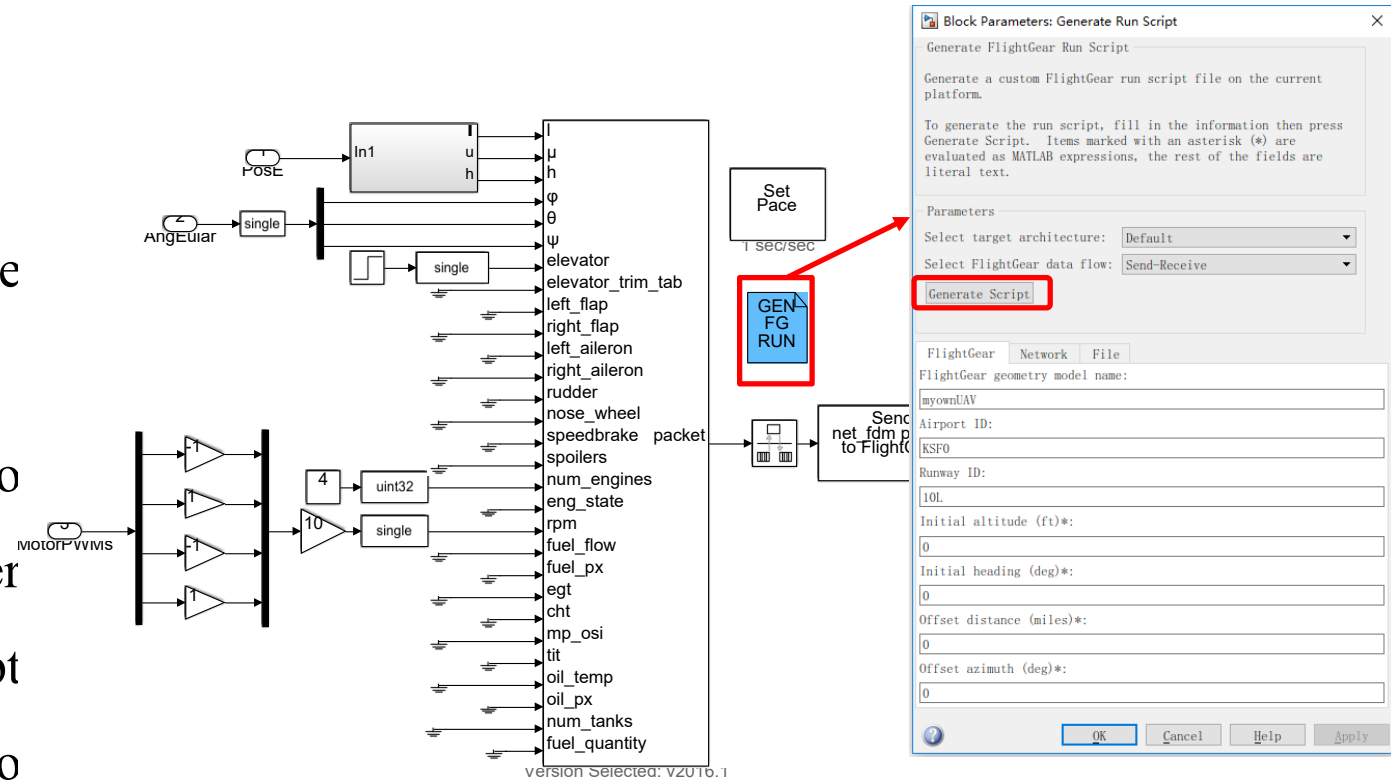 e
o
er
ot
o
1
PosE
In1
l
u
h
2
AngEular
single
single
-1
1
-1
1
MotorPWMs
10
4
uint32
single
l
μ
h
φ
θ
ψ
elevator
elevator_trim_tab
left_flap
right_flap
left_aileron
right_aileron
rudder
nose_wheel
speedbrake packet
spoilers
num_engines
eng_state
rpm
fuel_flow
fuel_px
egt
cht
mp_osi
tit
oil_temp
oil_px
num_tanks
fuel_quantity
Version Selected: v2016.1
Set
Pace
1 sec/sec
GEN
FG
RUN
Send
net_fdm p
to FlightG
Block Parameters: Generate Run Script
Generate FlightGear Run Script
Generate a custom FlightGear run script file on the current
platform.
To generate the run script, fill in the information then press
Generate Script. Items marked with an asterisk (*) are
evaluated as MATLAB expressions, the rest of the fields are
literal text.
Parameters
Select target architecture: Default
Select FlightGear data flow: Send-Receive
Generate Script
FlightGear Network File
FlightGear geometry model name:
myownUAV
Airport ID:
KSFO
Runway ID:
10L
Initial altitude (ft)*:
0
Initial heading (deg)*:
0
Offset distance (miles)*:
0
Offset azimuth (deg)*:
0
OK Cancel Help Apply